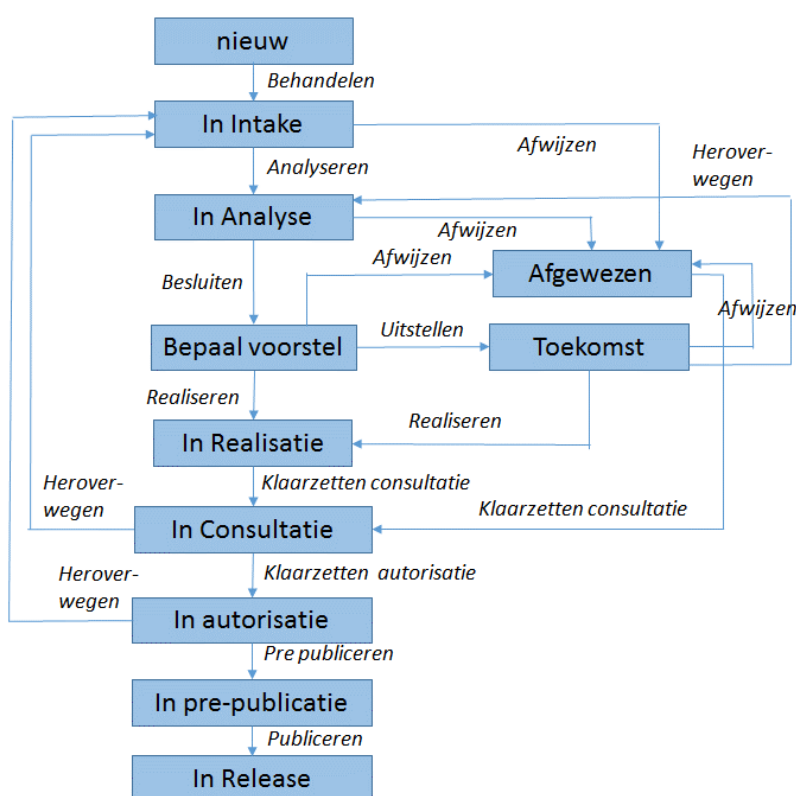 nieuw
Behandelen
In Intake
Afwijzen
Herover-
wegen
Analyseren
In Analyse
Afwijzen
Afwijzen
Afgewezen
Besluiten
Afwijzen
Bepaal voorstel
Uitstellen
Toekomst
Realiseren
Realiseren
In Realisatie
Herover-
wegen
Klaarzetten consultatie
Klaarzetten consultatie
In Consultatie
Herover-
wegen
Klaarzetten autorisatie
In autorisatie
Pre publiceren
In pre-publicatie
Publiceren
In Release